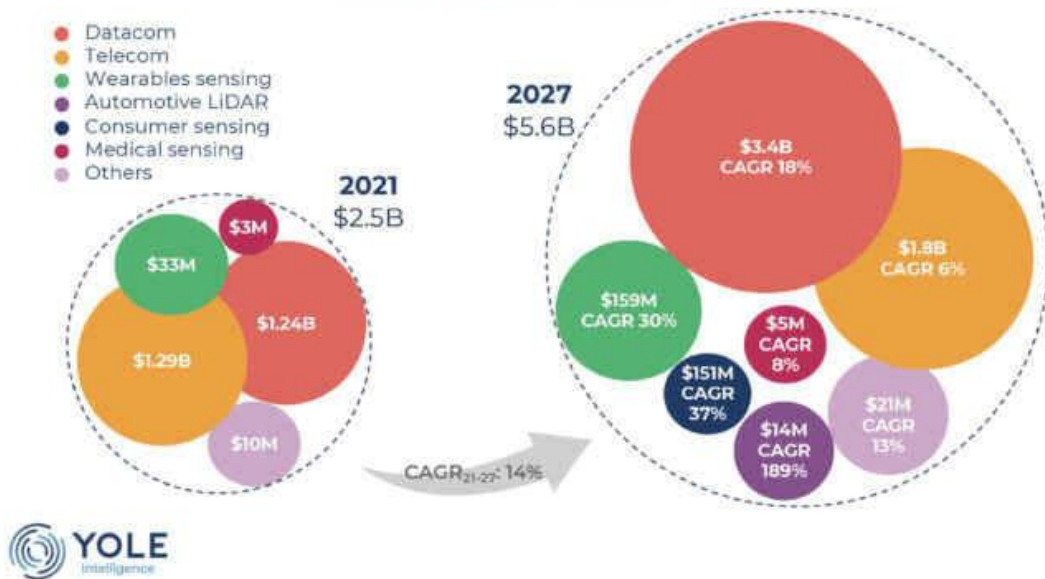 Datacom
Telecom
Wearables sensing
Automotive LiDAR
Consumer sensing
Medical sensing
Others
2021
$2.5B
$3M
$33M
$1.24B
$1.29B
$10M
CAGR21-27: 14%
2027
$5.6B
$3.4B
CAGR 18%
$1.8B
CAGR 6%
$159M
CAGR 30%
$5M
CAGR
8%
$151M
CAGR
37%
$14M
CAGR
189%
$21M
CAGR
13%
YOLE
Intelligence